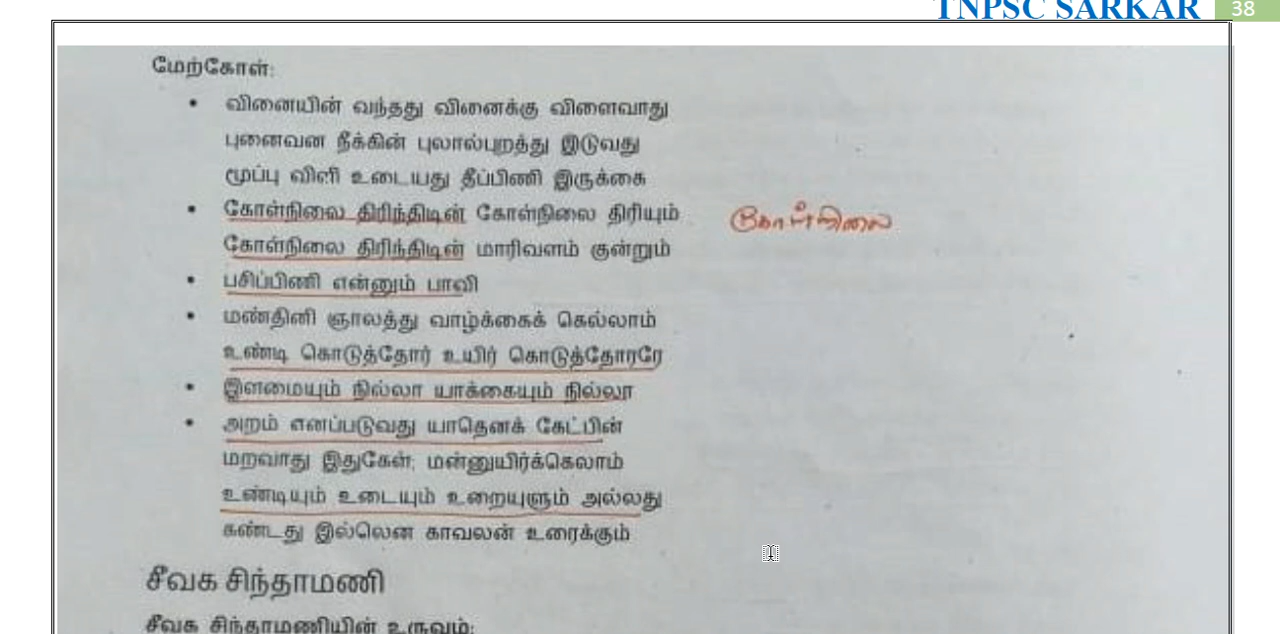 TNPSC SARKAR 38
மேற்கோள்:
• வினையின் வந்தது வினைக்கு விளைவாது
புனைவன நீக்கின் புலால்புறத்து இடுவது
மூப்பு விளி உடையது தீப்பிணி இருக்கை
• கோள்நிலை திரிந்திடின் கோள்நிலை திரியும்
கோள்நிலை
கோள்நிலை திரிந்திடின் மாரிவளம் குன்றும்
• பசிப்பிணி என்னும் பாவி
• மண்தினி ஞாலத்து வாழ்க்கைக் கெல்லாம்
உண்டி கொடுத்தோர் உயிர் கொடுத்தோரரே
• இளமையும் நில்லா யாக்கையும் நில்லா
• அறம் எனப்படுவது யாதெனக் கேட்பின்
மறவாது இதுகேள்; மன்னுயிர்க்கெலாம்
உண்டியும் உடையும் உறையுளும் அல்லது
கண்டது இல்லென காவலன் உரைக்கும்
சீவக சிந்தாமணி
சீவக சிந்தாமணியின் உருவம்: